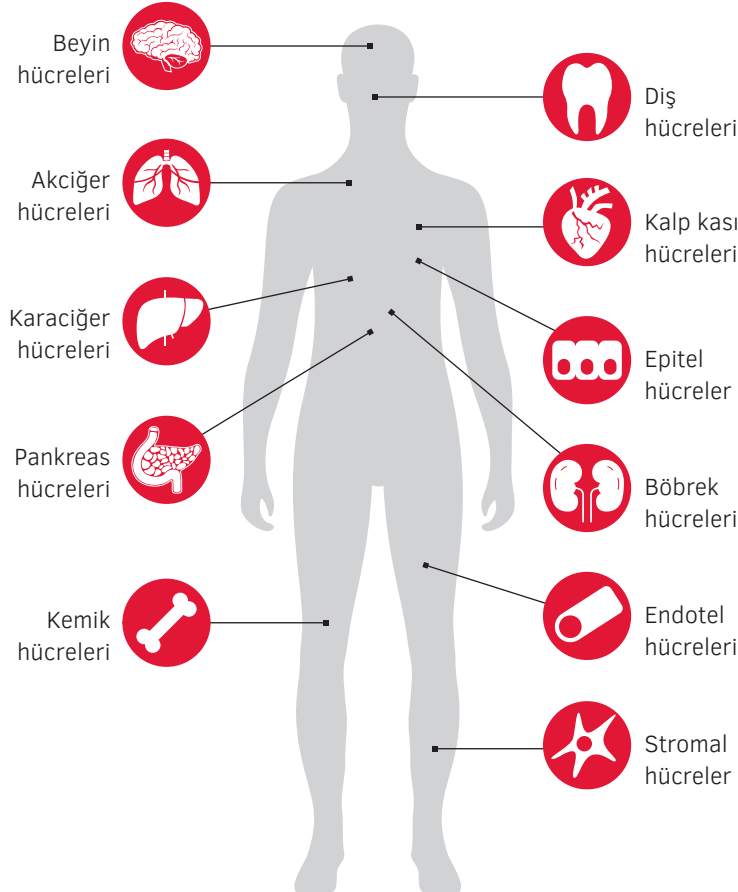 Beyin
hücreleri
Akciğer
hücreleri
Karaciğer
hücreleri
Pankreas
hücreleri
Kemik
hücreleri
Diş
hücreleri
Kalp kası
hücreleri
Epitel
hücreler
Böbrek
hücreleri
Endotel
hücreleri
Stromal
hücreler